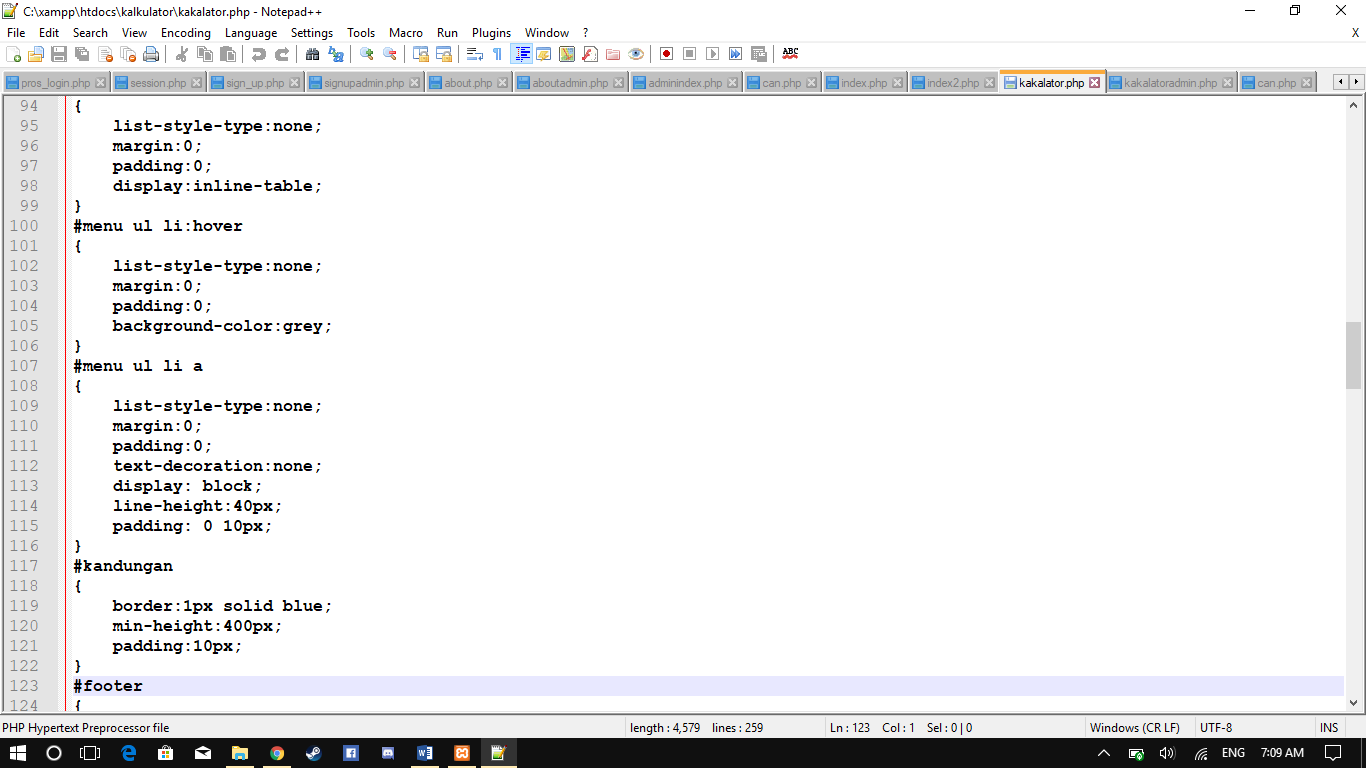 C:\xampp\htdocs\kalkulator\kakalator.php - Notepad++
File Edit Search View Encoding Language Settings Tools Macro Run Plugins Window ? X
ABC
pros_login.php session.php sign_up.php signupadmin.php about.php aboutadmin.php adminindex.php can.php index.php index2.php kakalator.php kakalatoradmin.php can.php
94 {
95 list-style-type:none;
96 margin:0;
97 padding:0;
98 display:inline-table;
99 }
100 #menu ul li:hover
101 {
102 list-style-type:none;
103 margin:0;
104 padding:0;
105 background-color:grey;
106 }
107 #menu ul li a
108 {
109 list-style-type:none;
110 margin:0;
111 padding:0;
112 text-decoration:none;
113 display: block;
114 line-height:40px;
115 padding: 0 10px;
116 }
117 #kandungan
118 {
119 border:1px solid blue;
120 min-height:400px;
121 padding:10px;
122 }
123 #footer
124 {
PHP Hypertext Preprocessor file length : 4,579 lines : 259 Ln : 123 Col : 1 Sel : 0 | 0 Windows (CR LF) UTF-8 INS
ENG 7:09 AM